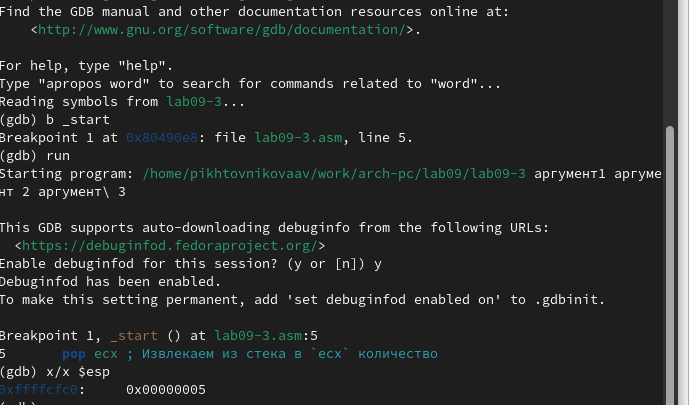 Find the GDB manual and other documentation resources online at:
    <http://www.gnu.org/software/gdb/documentation/>.

For help, type "help".
Type "apropos word" to search for commands related to "word"...
Reading symbols from lab09-3...
(gdb) b _start
Breakpoint 1 at 0x80490e8: file lab09-3.asm, line 5.
(gdb) run
Starting program: /home/pikhtovnikovaav/work/arch-pc/lab09/lab09-3 аргумент1 аргуме
нт 2 аргумент\ 3

This GDB supports auto-downloading debuginfo from the following URLs:
  <https://debuginfod.fedoraproject.org/>
Enable debuginfod for this session? (y or [n]) y
Debuginfod has been enabled.
To make this setting permanent, add 'set debuginfod enabled on' to .gdbinit.

Breakpoint 1, _start () at lab09-3.asm:5
5       pop ecx ; Извлекаем из стека в `ecx` количество
(gdb) x/x $esp
0xffffcfc0:     0x00000005